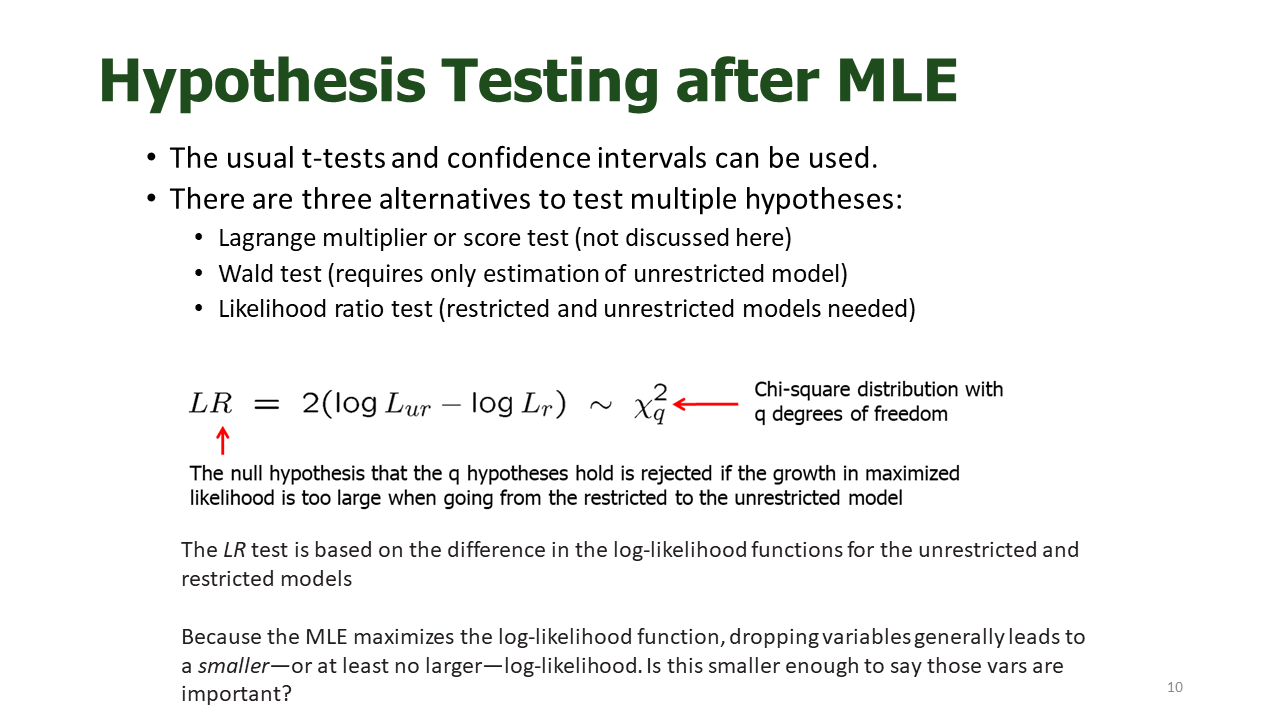 Hypothesis Testing after MLE
• The usual t-tests and confidence intervals can be used.
• There are three alternatives to test multiple hypotheses:
• Lagrange multiplier or score test (not discussed here)
• Wald test (requires only estimation of unrestricted model)
• Likelihood ratio test (restricted and unrestricted models needed)
LR = 2(log L_ur − log L_r) ∼ χ²_q
Chi-square distribution with
q degrees of freedom
The null hypothesis that the q hypotheses hold is rejected if the growth in maximized
likelihood is too large when going from the restricted to the unrestricted model
The LR test is based on the difference in the log-likelihood functions for the unrestricted and
restricted models
Because the MLE maximizes the log-likelihood function, dropping variables generally leads to
a smaller—or at least no larger—log-likelihood. Is this smaller enough to say those vars are
important?
10